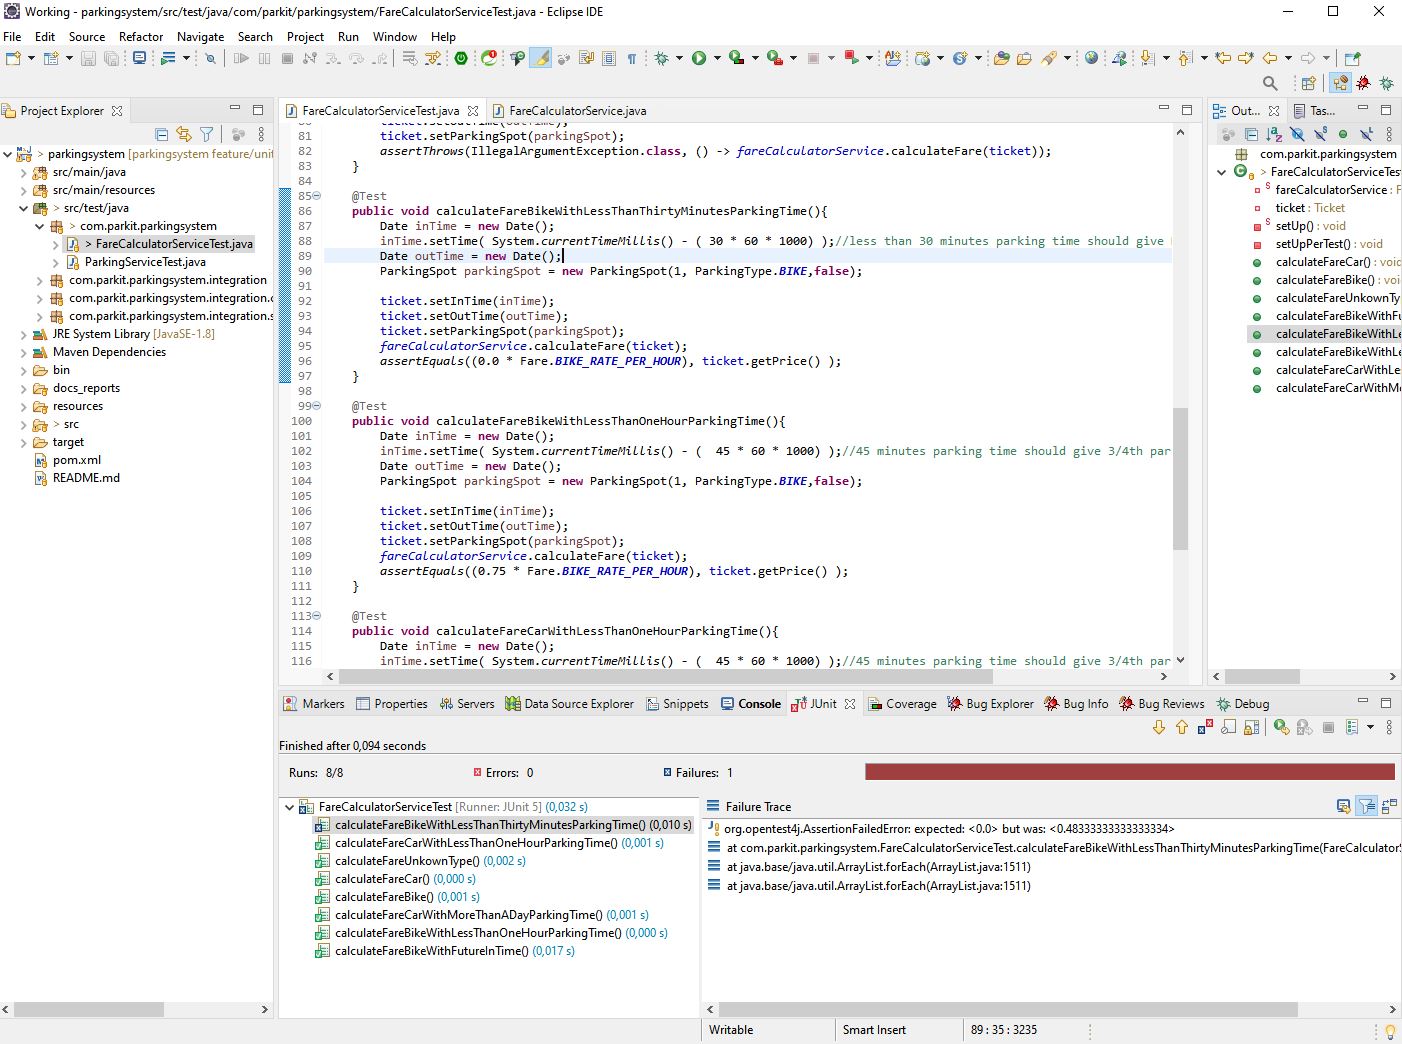 Working - parkingsystem/src/test/java/com/parkit/parkingsystem/FareCalculatorServiceTest.java - Eclipse IDE
File Edit Source Refactor Navigate Search Project Run Window Help
Project Explorer
parkingsystem [parkingsystem feature/unit
src/main/java
src/main/resources
> src/test/java
> com.parkit.parkingsystem
> FareCalculatorServiceTest.java
ParkingServiceTest.java
com.parkit.parkingsystem.integration
com.parkit.parkingsystem.integration.c
com.parkit.parkingsystem.integration.s
JRE System Library [JavaSE-1.8]
Maven Dependencies
bin
docs_reports
resources
> src
target
pom.xml
README.md
FareCalculatorServiceTest.java FareCalculatorService.java
81 ticket.setParkingSpot(parkingSpot);
82 assertThrows(IllegalArgumentException.class, () -> fareCalculatorService.calculateFare(ticket));
83 }
84
85 @Test
86 public void calculateFareBikeWithLessThanThirtyMinutesParkingTime(){
87 Date inTime = new Date();
88 inTime.setTime( System.currentTimeMillis() - ( 30 * 60 * 1000) );//less than 30 minutes parking time should give
89 Date outTime = new Date();
90 ParkingSpot parkingSpot = new ParkingSpot(1, ParkingType.BIKE,false);
91
92 ticket.setInTime(inTime);
93 ticket.setOutTime(outTime);
94 ticket.setParkingSpot(parkingSpot);
95 fareCalculatorService.calculateFare(ticket);
96 assertEquals((0.0 * Fare.BIKE_RATE_PER_HOUR), ticket.getPrice() );
97 }
98
99 @Test
100 public void calculateFareBikeWithLessThanOneHourParkingTime(){
101 Date inTime = new Date();
102 inTime.setTime( System.currentTimeMillis() - (  45 * 60 * 1000) );//45 minutes parking time should give 3/4th par
103 Date outTime = new Date();
104 ParkingSpot parkingSpot = new ParkingSpot(1, ParkingType.BIKE,false);
105
106 ticket.setInTime(inTime);
107 ticket.setOutTime(outTime);
108 ticket.setParkingSpot(parkingSpot);
109 fareCalculatorService.calculateFare(ticket);
110 assertEquals((0.75 * Fare.BIKE_RATE_PER_HOUR), ticket.getPrice() );
111 }
112
113 @Test
114 public void calculateFareCarWithLessThanOneHourParkingTime(){
115 Date inTime = new Date();
116 inTime.setTime( System.currentTimeMillis() - (  45 * 60 * 1000) );//45 minutes parking time should give 3/4th par
Out... Tas...
com.parkit.parkingsystem
> FareCalculatorServiceTest
fareCalculatorService : F
ticket : Ticket
setUp() : void
setUpPerTest() : void
calculateFareCar() : void
calculateFareBike() : voi
calculateFareUnkownTy
calculateFareBikeWithFu
calculateFareBikeWithLe
calculateFareBikeWithLe
calculateFareCarWithLes
calculateFareCarWithMo
Markers Properties Servers Data Source Explorer Snippets Console JUnit Coverage Bug Explorer Bug Info Bug Reviews Debug
Finished after 0,094 seconds
Runs: 8/8 Errors: 0 Failures: 1
FareCalculatorServiceTest [Runner: JUnit 5] (0,032 s)
calculateFareBikeWithLessThanThirtyMinutesParkingTime() (0,010 s)
calculateFareCarWithLessThanOneHourParkingTime() (0,001 s)
calculateFareUnkownType() (0,002 s)
calculateFareCar() (0,000 s)
calculateFareBike() (0,001 s)
calculateFareCarWithMoreThanADayParkingTime() (0,001 s)
calculateFareBikeWithLessThanOneHourParkingTime() (0,000 s)
calculateFareBikeWithFutureInTime() (0,017 s)
Failure Trace
org.opentest4j.AssertionFailedError: expected: <0.0> but was: <0.48333333333333334>
at com.parkit.parkingsystem.FareCalculatorServiceTest.calculateFareBikeWithLessThanThirtyMinutesParkingTime(FareCalculatorS
at java.base/java.util.ArrayList.forEach(ArrayList.java:1511)
at java.base/java.util.ArrayList.forEach(ArrayList.java:1511)
Writable Smart Insert 89 : 35 : 3235